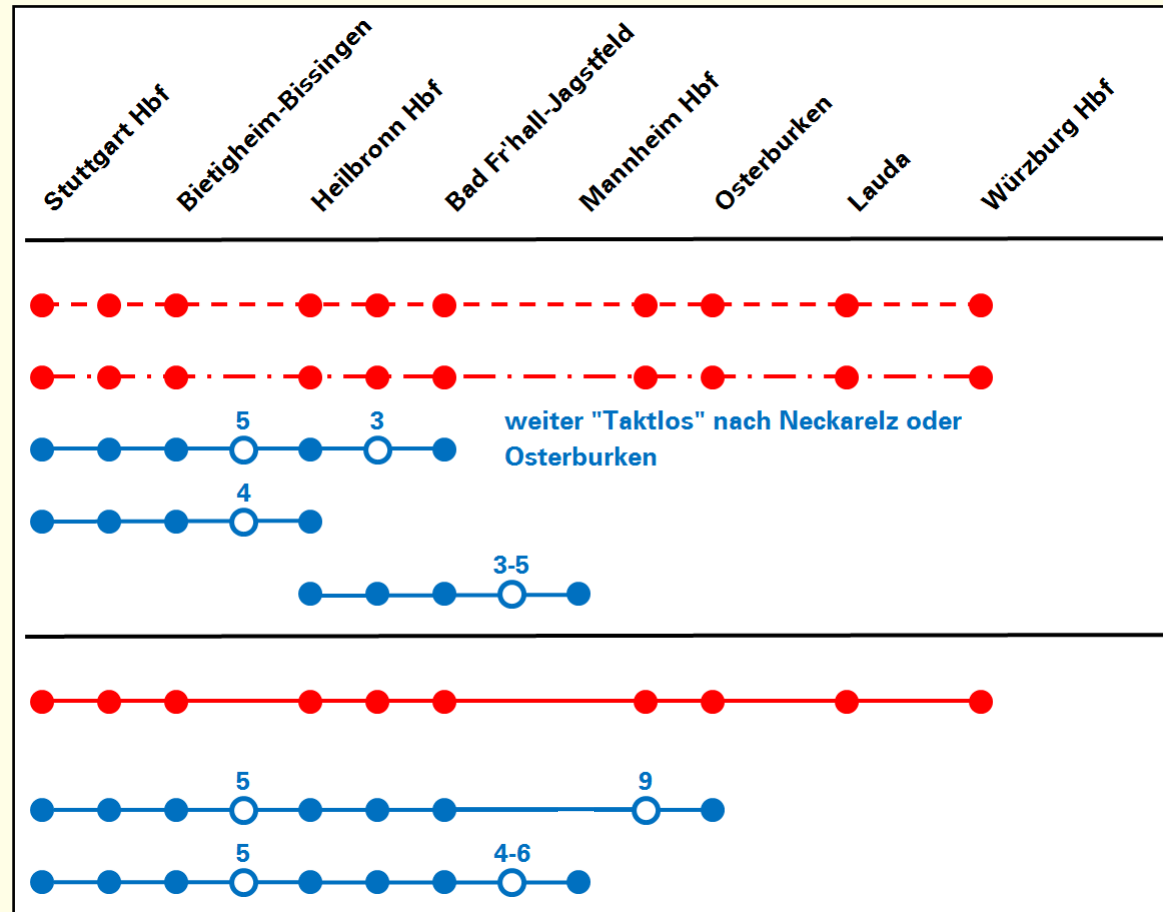 Stuttgart Hbf
Bietigheim-Bissingen
Heilbronn Hbf
Bad Fr'hall-Jagstfeld
Mannheim Hbf
Osterburken
Lauda
Würzburg Hbf
5
3
weiter "Taktlos" nach Neckarelz oder
Osterburken
4
3-5
5
9
5
4-6